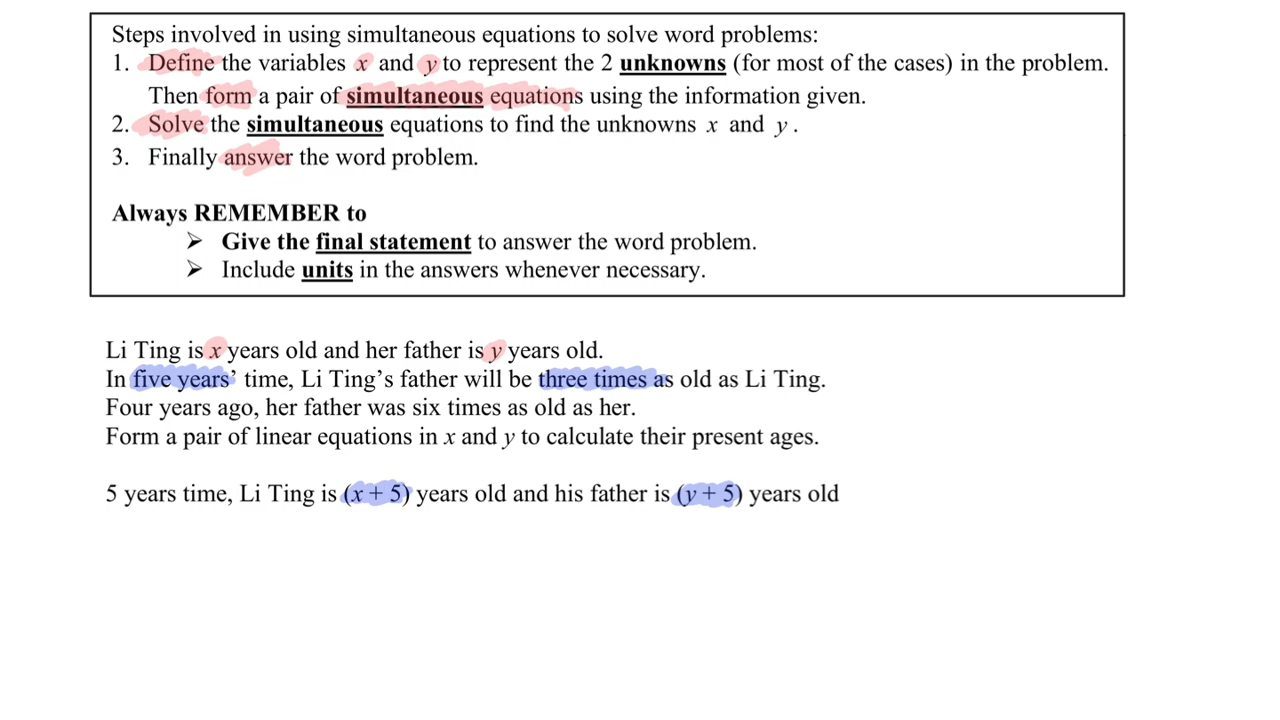 Steps involved in using simultaneous equations to solve word problems:
1. Define the variables x and y to represent the 2 unknowns (for most of the cases) in the problem.
Then form a pair of simultaneous equations using the information given.
2. Solve the simultaneous equations to find the unknowns x and y.
3. Finally answer the word problem.
Always REMEMBER to
➢ Give the final statement to answer the word problem.
➢ Include units in the answers whenever necessary.
Li Ting is x years old and her father is y years old.
In five years' time, Li Ting's father will be three times as old as Li Ting.
Four years ago, her father was six times as old as her.
Form a pair of linear equations in x and y to calculate their present ages.
5 years time, Li Ting is (x + 5) years old and his father is (y + 5) years old